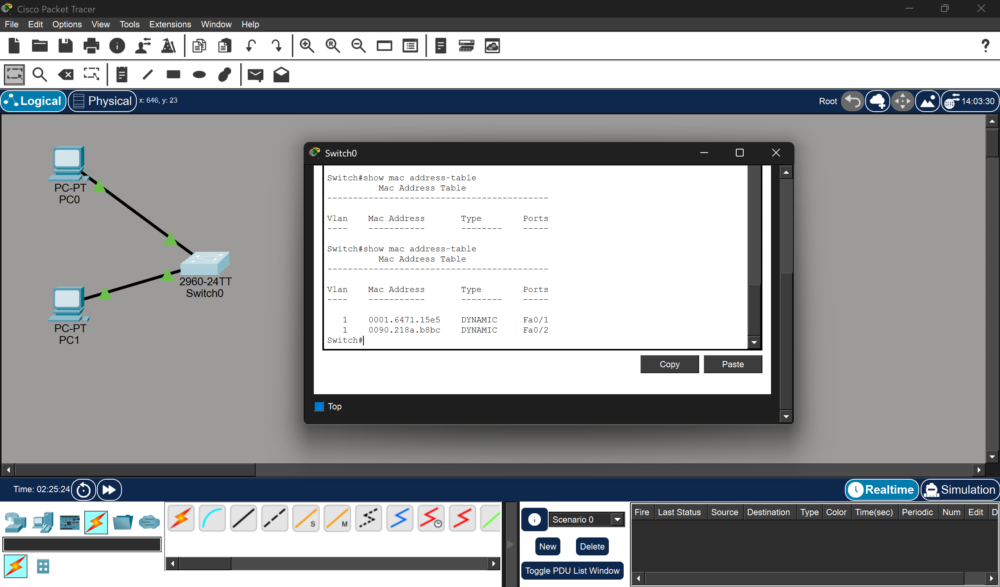 Cisco Packet Tracer
File Edit Options View Tools Extensions Window Help
R
?
Logical Physical x: 646, y: 23 Root 14:03:30
PC-PT
PC0
2960-24TT
Switch0
PC-PT
PC1
Switch0
Switch#show mac address-table
Mac Address Table
-------------------------------------------
Vlan Mac Address Type Ports
---- ----------- -------- -----
Switch#show mac address-table
Mac Address Table
-------------------------------------------
Vlan Mac Address Type Ports
---- ----------- -------- -----
1 0001.6471.15e5 DYNAMIC Fa0/1
1 0090.218a.b8bc DYNAMIC Fa0/2
Switch#
Copy Paste
Top
Time: 02:25:24 Realtime Simulation
S M
Scenario 0
New Delete
Toggle PDU List Window
Fire Last Status Source Destination Type Color Time(sec) Periodic Num Edit D